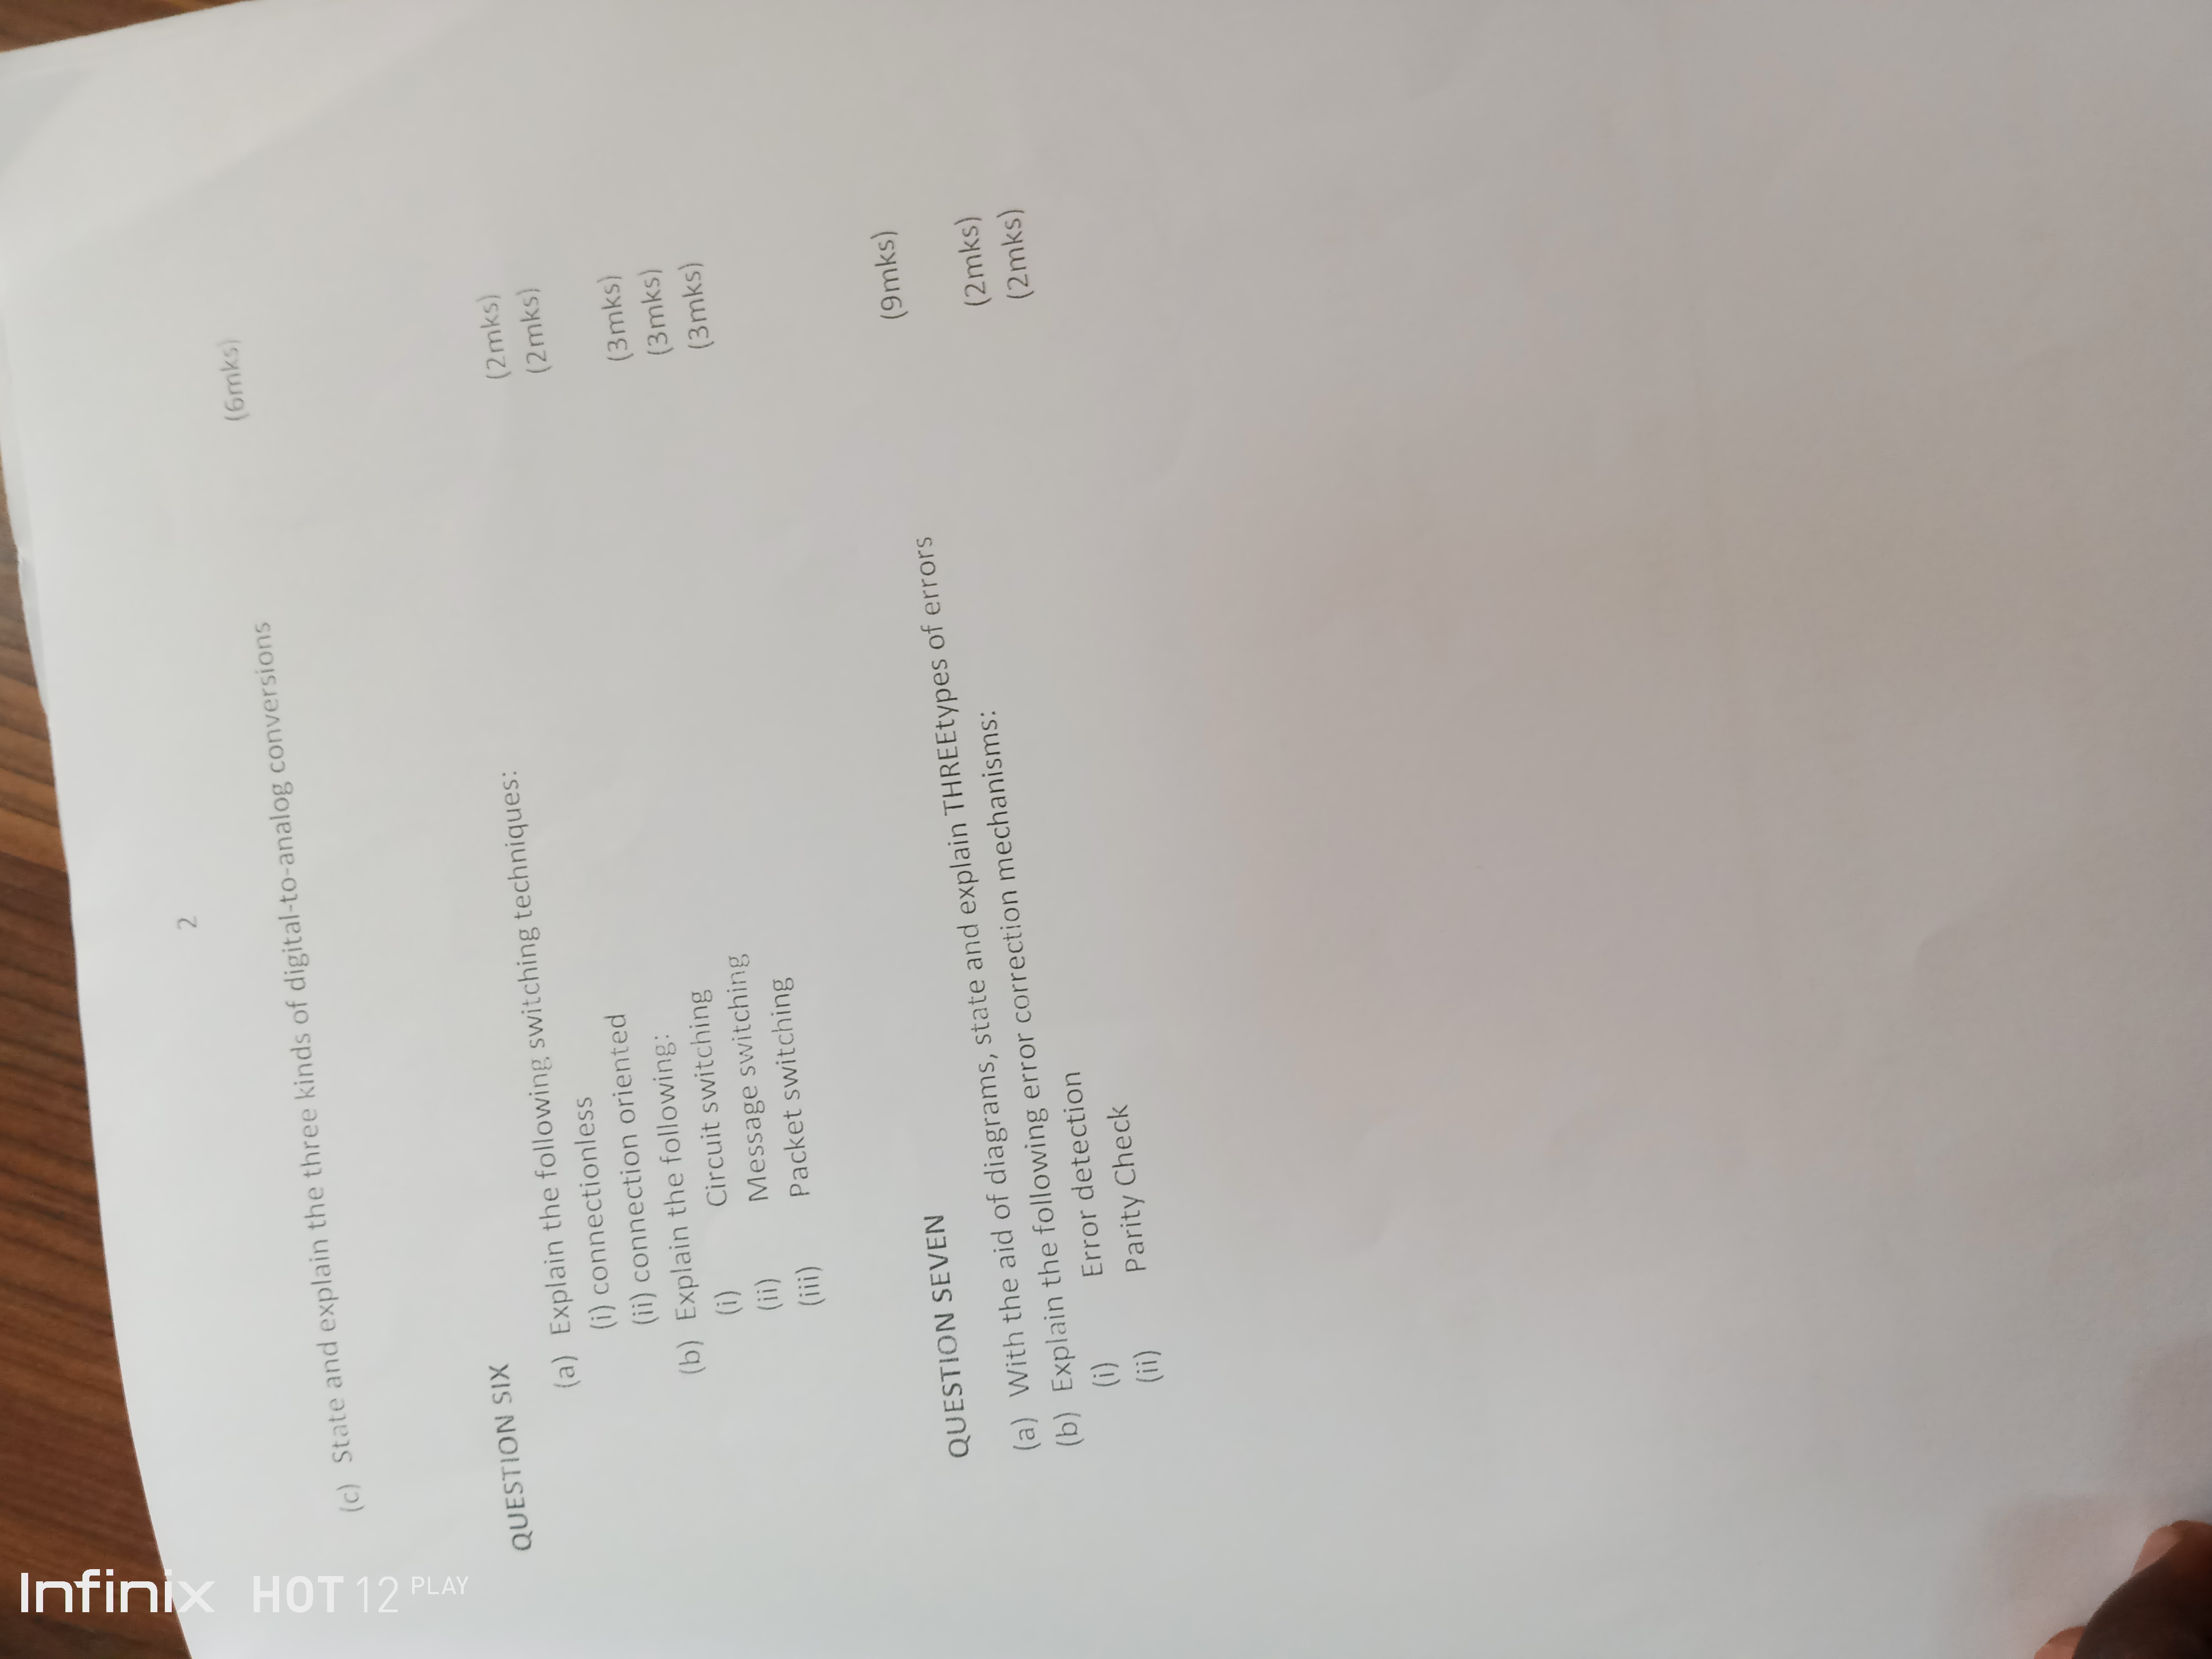 Infinix HOT 12 PLAY
2
(c) State and explain the three kinds of digital-to-analog conversions (6mks)
QUESTION SIX
(a) Explain the following switching techniques:
(i) connectionless (2mks)
(ii) connection oriented (2mks)
(b) Explain the following:
(i) Circuit switching (3mks)
(ii) Message switching (3mks)
(iii) Packet switching (3mks)
QUESTION SEVEN
(a) With the aid of diagrams, state and explain THREEtypes of errors (9mks)
(b) Explain the following error correction mechanisms:
(i) Error detection (2mks)
(ii) Parity Check (2mks)